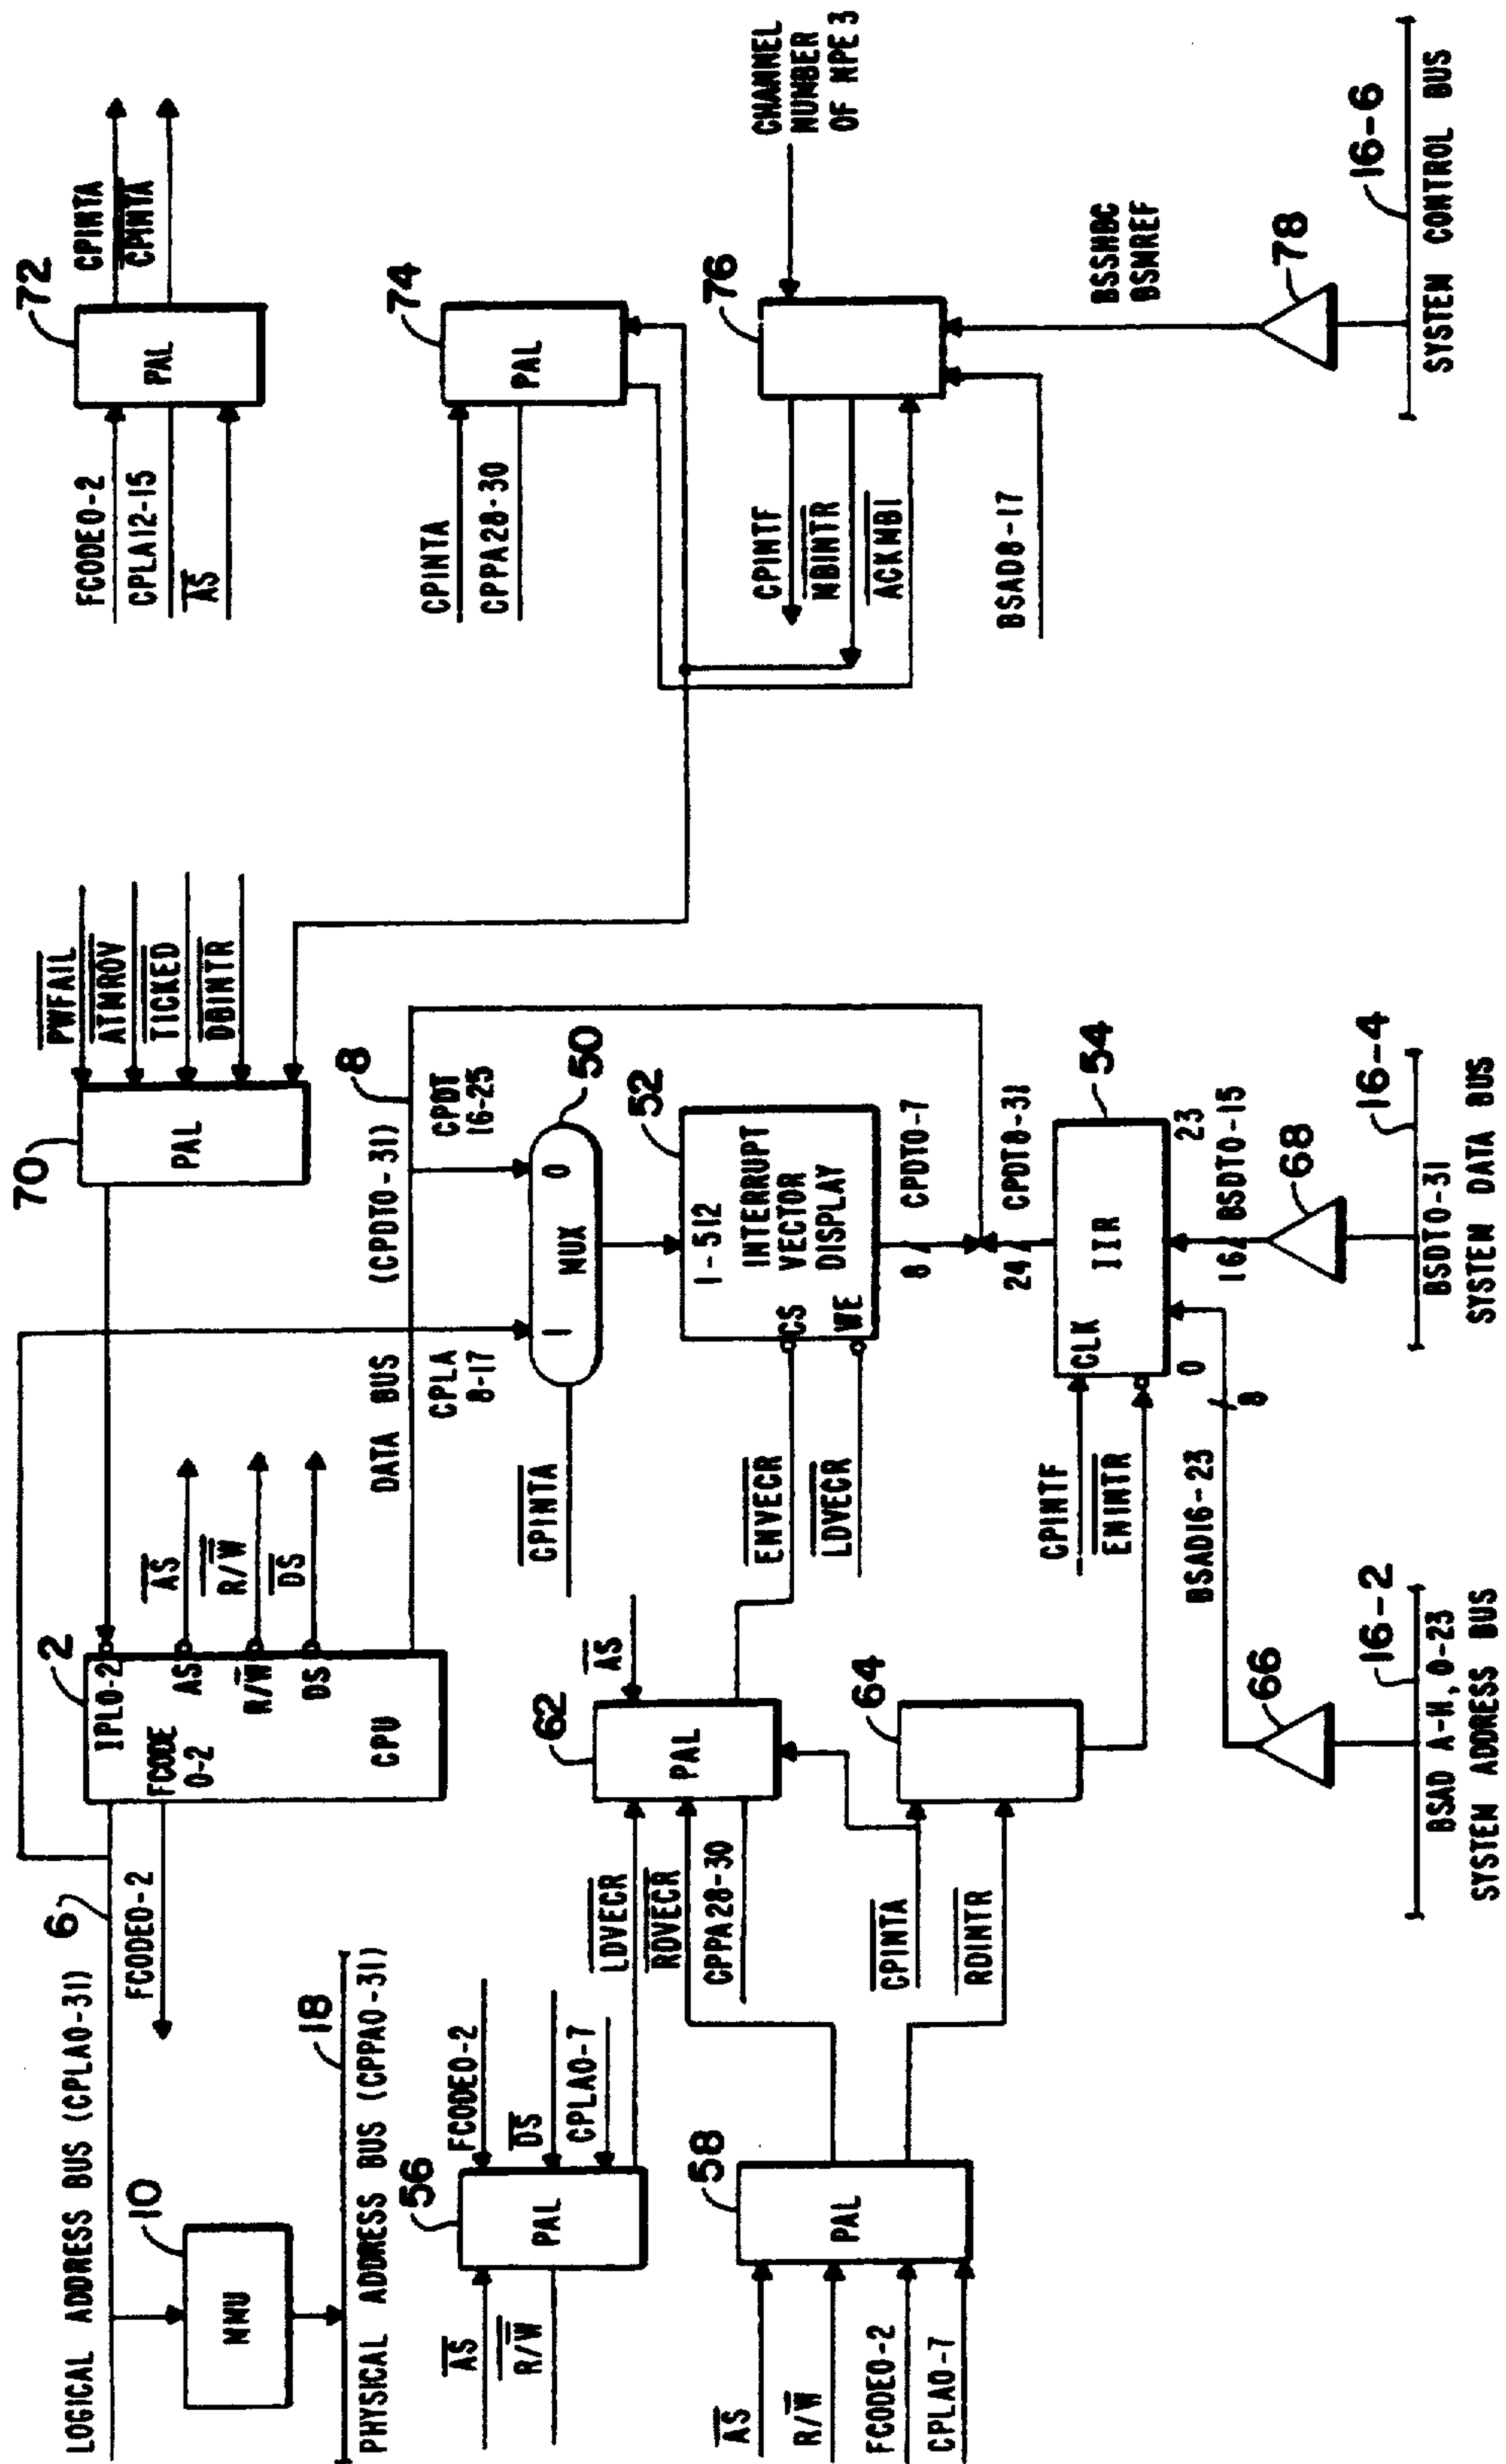 LOGICAL ADDRESS BUS (CPLA0-31)
6
10
MMU
18
PHYSICAL ADDRESS BUS (CPPA0-31)
FCODE0-2
2
IPL0-2
FCODE
0-2
AS
R/W
DS
CPU
AS
R/W
DS
70
PAL
PWFAIL
ATMROV
TICKED
DBINTR
72
PAL
FCODE0-2
CPLA12-15
AS
CPINTA
CPINTA
8
DATA BUS (CPDT0-31)
CPLA
8-17
CPDT
16-25
50
1 MUX 0
CPINTA
52
1-512
INTERRUPT
VECTOR
DISPLAY
CS
WE
ENVECR
LDVECR
8
CPDT0-7
24
CPDT8-31
74
PAL
CPINTA
CPPA28-30
76
CHANNEL
NUMBER
OF MPE 3
CPINTF
MBINTR
ACKMBI
BSAD8-17
BSSHBC
BSMREF
78
16-6
SYSTEM CONTROL BUS
56
PAL
FCODE0-2
DS
CPLA0-7
AS
R/W
LDVECR
RDVECR
CPPA28-30
62
PAL
AS
58
PAL
AS
R/W
FCODE0-2
CPLA0-7
CPINTA
RDINTR
64
54
CLK
IIR
0
23
CPINTF
ENINTR
BSAD16-23
8
16
BSDT0-15
66
16-2
BSAD A-H, 0-23
SYSTEM ADDRESS BUS
68
16-4
BSDT0-31
SYSTEM DATA BUS